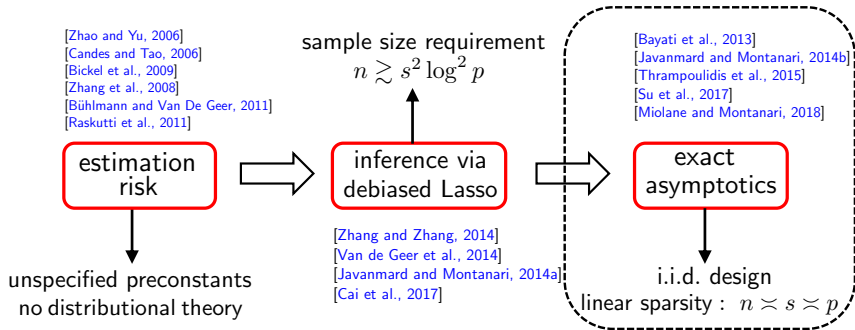 [Zhao and Yu, 2006]
[Candes and Tao, 2006]
[Bickel et al., 2009]
[Zhang et al., 2008]
[Bühlmann and Van De Geer, 2011]
[Raskutti et al., 2011]
estimation
risk
unspecified preconstants
no distributional theory
sample size requirement
n ≳ s² log² p
inference via
debiased Lasso
[Zhang and Zhang, 2014]
[Van de Geer et al., 2014]
[Javanmard and Montanari, 2014a]
[Cai et al., 2017]
[Bayati et al., 2013]
[Javanmard and Montanari, 2014b]
[Thrampoulidis et al., 2015]
[Su et al., 2017]
[Miolane and Montanari, 2018]
exact
asymptotics
i.i.d. design
linear sparsity : n ≍ s ≍ p